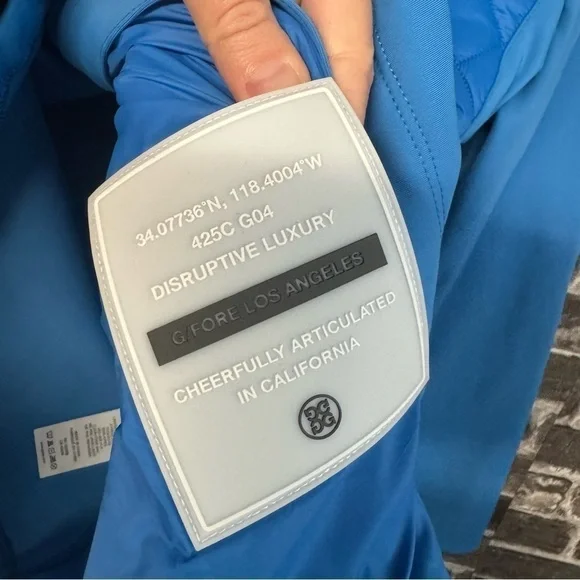 34.07736°N, 118.4004°W
425C G04
DISRUPTIVE LUXURY
G/FORE LOS ANGELES
CHEERFULLY ARTICULATED
IN CALIFORNIA